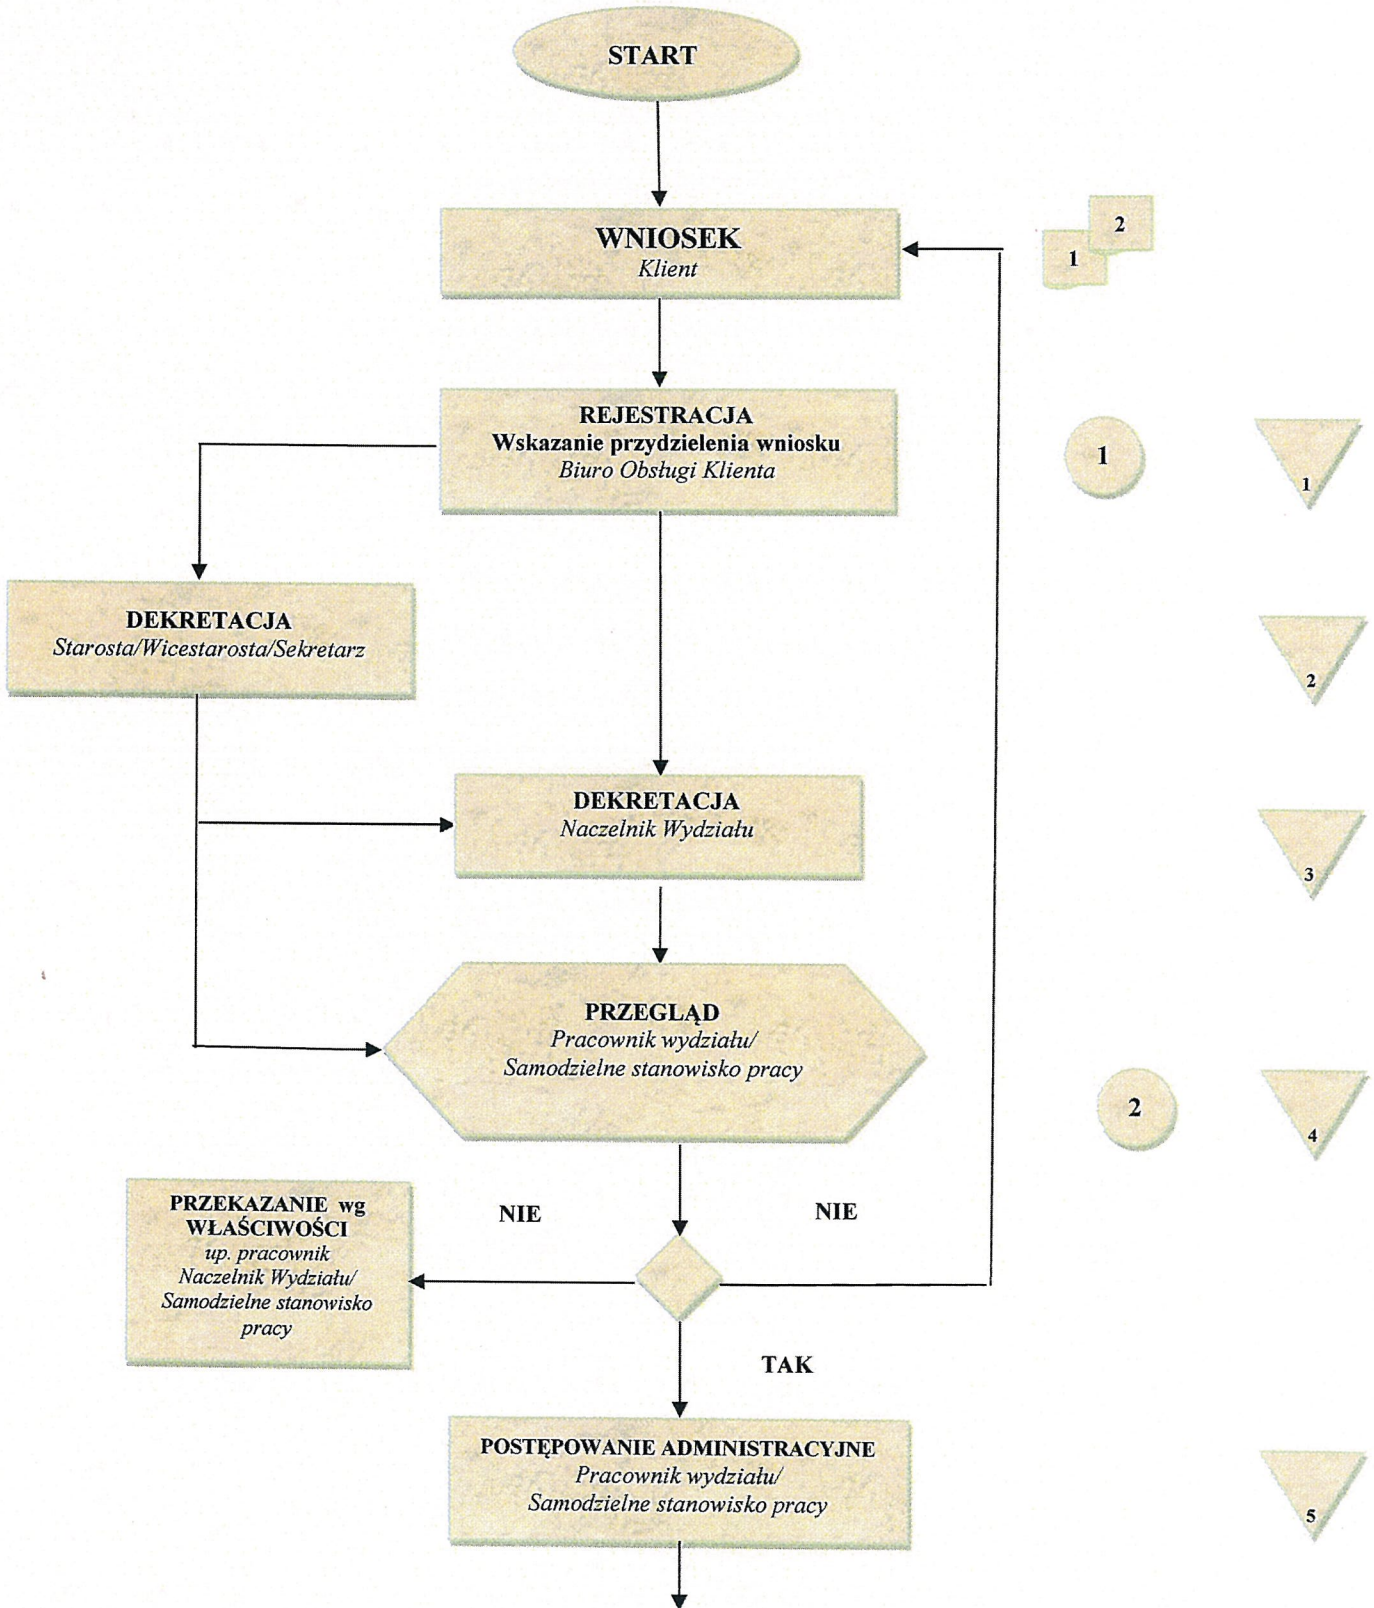 START
WNIOSEK
Klient
2
1
REJESTRACJA
Wskazanie przydzielenia wniosku
Biuro Obsługi Klienta
1
1
DEKRETACJA
Starosta/Wicestarosta/Sekretarz
2
DEKRETACJA
Naczelnik Wydziału
3
PRZEGLĄD
Pracownik wydziału/
Samodzielne stanowisko pracy
2
4
PRZEKAZANIE wg
WŁAŚCIWOŚCI
up. pracownik
Naczelnik Wydziału/
Samodzielne stanowisko
pracy
NIE
NIE
TAK
POSTĘPOWANIE ADMINISTRACYJNE
Pracownik wydziału/
Samodzielne stanowisko pracy
5